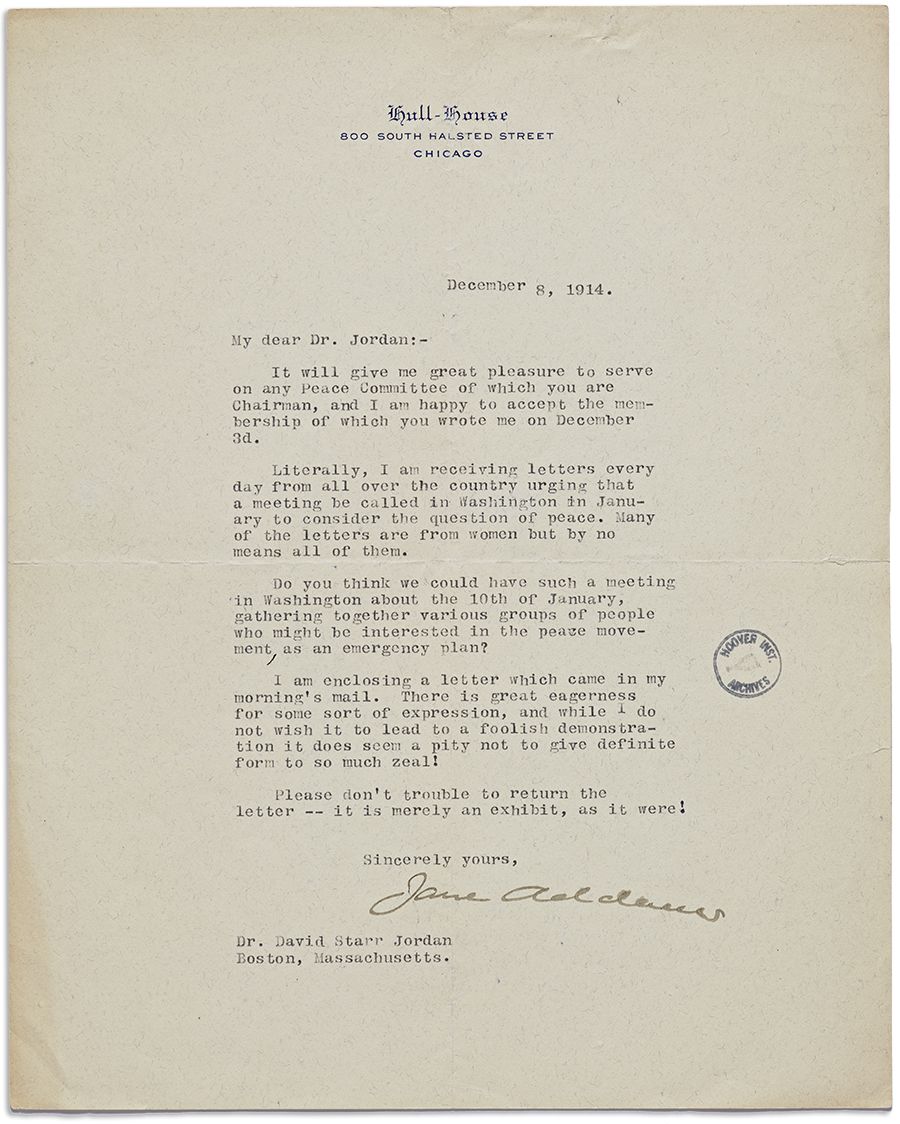 Hull-House
800 SOUTH HALSTED STREET
CHICAGO
December 8, 1914.
My dear Dr. Jordan:-
It will give me great pleasure to serve
on any Peace Committee of which you are
Chairman, and I am happy to accept the mem-
bership of which you wrote me on December
3d.
Literally, I am receiving letters every
day from all over the country urging that
a meeting be called in Washington in Janu-
ary to consider the question of peace. Many
of the letters are from women but by no
means all of them.
Do you think we could have such a meeting
in Washington about the 10th of January,
gathering together various groups of people
who might be interested in the peace move-
ment, as an emergency plan?
I am enclosing a letter which came in my
morning's mail. There is great eagerness
for some sort of expression, and while I do
not wish it to lead to a foolish demonstra-
tion it does seem a pity not to give definite
form to so much zeal!
Please don't trouble to return the
letter -- it is merely an exhibit, as it were!
Sincerely yours,
Jane Addams
Dr. David Starr Jordan
Boston, Massachusetts.
HOOVER INST.
ARCHIVES